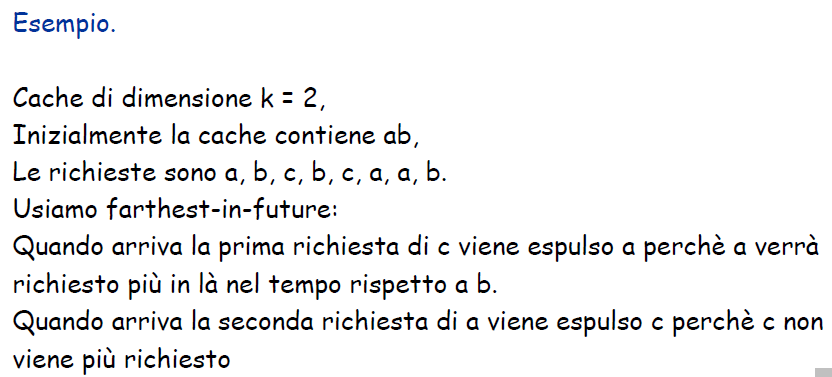 Esempio.
Cache di dimensione k = 2,
Inizialmente la cache contiene ab,
Le richieste sono a, b, c, b, c, a, a, b.
Usiamo farthest-in-future:
Quando arriva la prima richiesta di c viene espulso a perchè a verrà
richiesto più in là nel tempo rispetto a b.
Quando arriva la seconda richiesta di a viene espulso c perchè c non
viene più richiesto